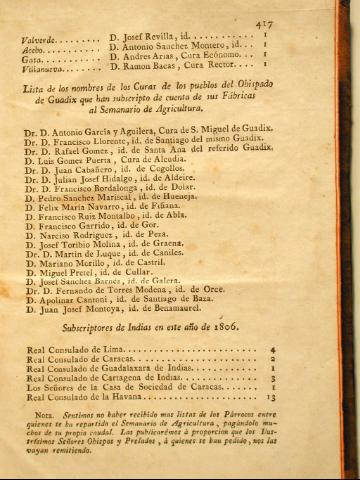 417
Valverde........ D. Josef Revilla, id........... 1
Acebo........... D. Antonio Sanchez Montero, id... 1
Gata............ D. Andres Arias, Cura Ecónomo... 1
Villanueva...... D. Ramon Bacas, Cura Rector.... 1
Lista de los nombres de los Curas de los pueblos del Obispado
de Guadix que han subscripto de cuenta de sus Fábricas
al Semanario de Agricultura.
Dr. D. Antonio García y Aguilera, Cura de S. Miguel de Guadix.
Dr. D. Francisco Llorente, id. de Santiago del mismo Guadix.
Dr. D. Rafael Gomez, id. de Santa Ana del referido Guadix.
D. Luis Gomez Puerta, Cura de Alcudia.
Dr. D. Juan Cabañero, id. de Cogollos.
Dr. D. Julian Josef Hidalgo, id. de Aldeire.
D. D. Francisco Bordalonga, id. de Dolar.
D. Pedro Sanchez Mariscal, id. de Hueneja.
D. Felix Maria Navarro, id. de Fiñana.
D. Francisco Ruiz Montalbo, id. de Abla.
D. Francisco Garrido, id. de Gor.
D. Narciso Rodriguez, id. de Peza.
D. Josef Toribio Molina, id. de Graena.
Dr. D. Martin de Luque, id. de Caniles.
D. Mariano Morillo, id. de Castril.
D. Miguel Pretel, id. de Cullar.
D. Josef Sanchez Barnés, id. de Galera.
D. Dr. D. Fernando de Torres Modena, id. de Orce.
D. Apolinar Cantoni, id. de Santiago de Baza.
D. Juan Josef Montoya, id. de Benamaurel.
Subscriptores de Indias en este año de 1806.
Real Consulado de Lima......................... 4
Real Consulado de Caracas...................... 2
Real Consulado de Guadalaxara de Indias........ 1
Real Consulado de Cartagena de Indias.......... 3
Los Señores de la Casa de Sociedad de Caracas.. 1
Real Consulado de la Havana.................... 13
NOTA. Sentimos no haber recibido mas listas de los Párrocos entre
quienes se ha repartido el Semanario de Agricultura, pagándolo mu-
chos de su propio caudal. Las publicarémos á proporcion que los Ilus-
trísimos Señores Obispos y Prelados, á quienes se han pedido, nos las
vayan remitiendo.